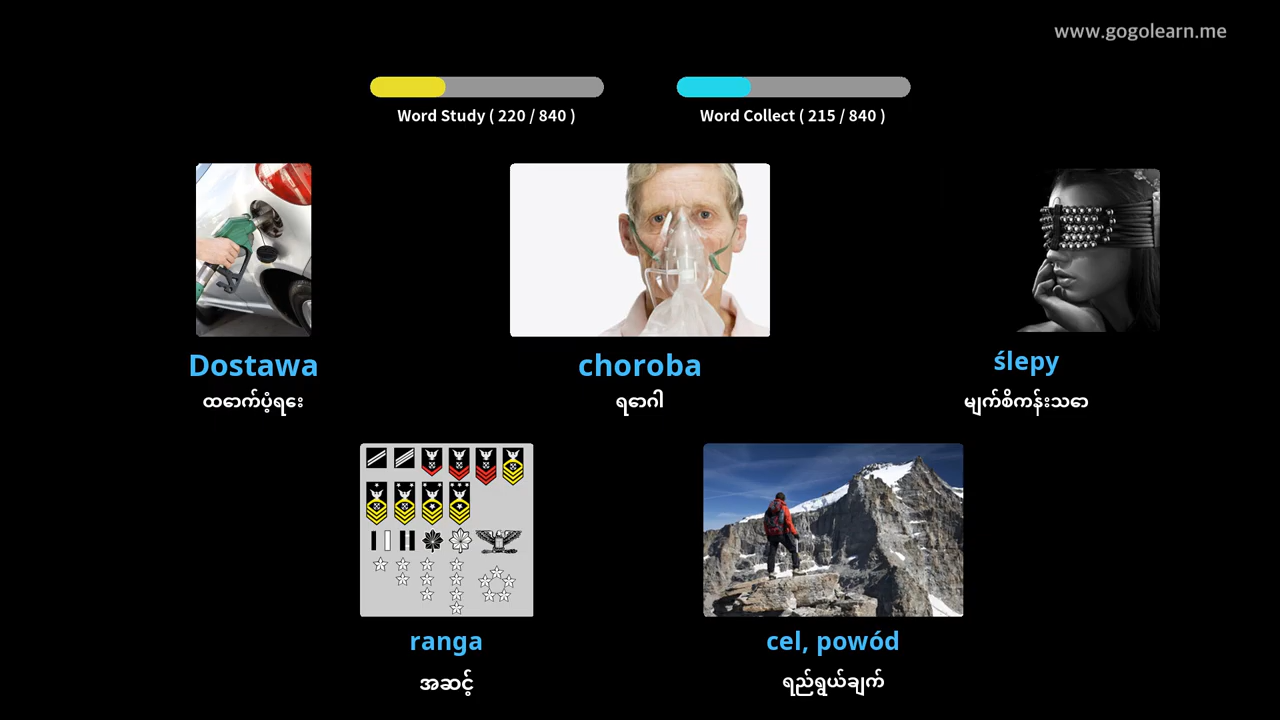 www.gogolearn.me
Word Study ( 220 / 840 )
Word Collect ( 215 / 840 )
Dostawa
ထောက်ပံ့ရေး
choroba
ရောဂါ
ślepy
မျက်စိကန်းသော
ranga
အဆင့်
cel, powód
ရည်ရွယ်ချက်